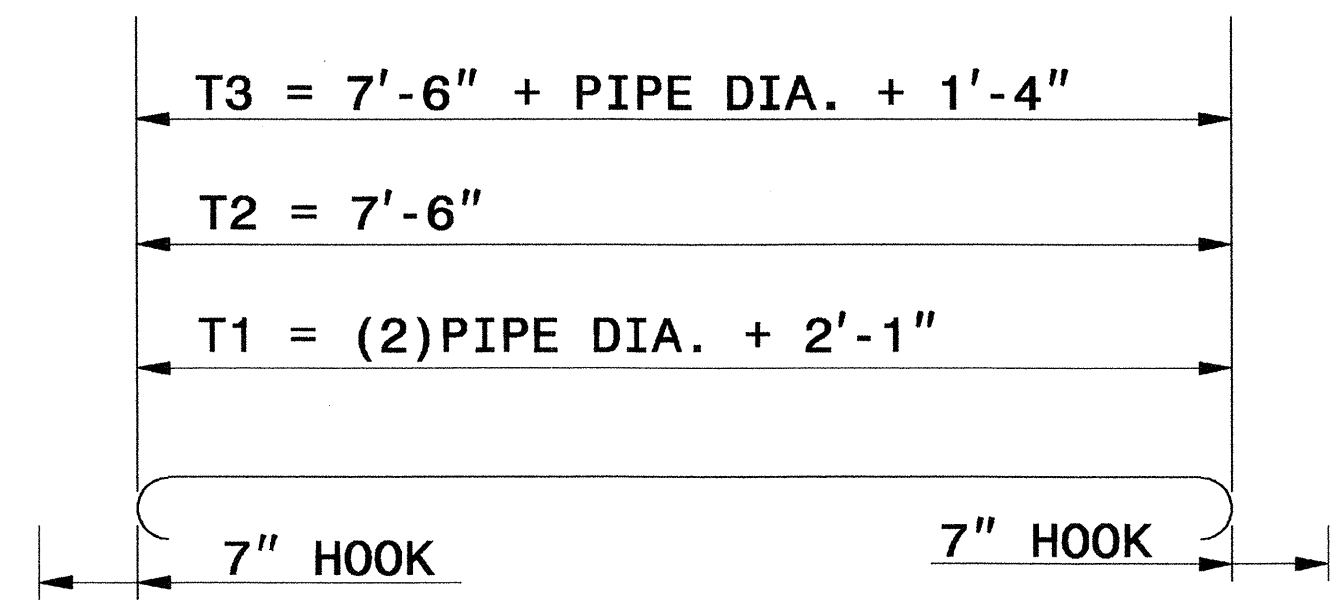 T3 = 7'-6" + PIPE DIA. + 1'-4"
T2 = 7'-6"
T1 = (2)PIPE DIA. + 2'-1"
7" HOOK
7" HOOK